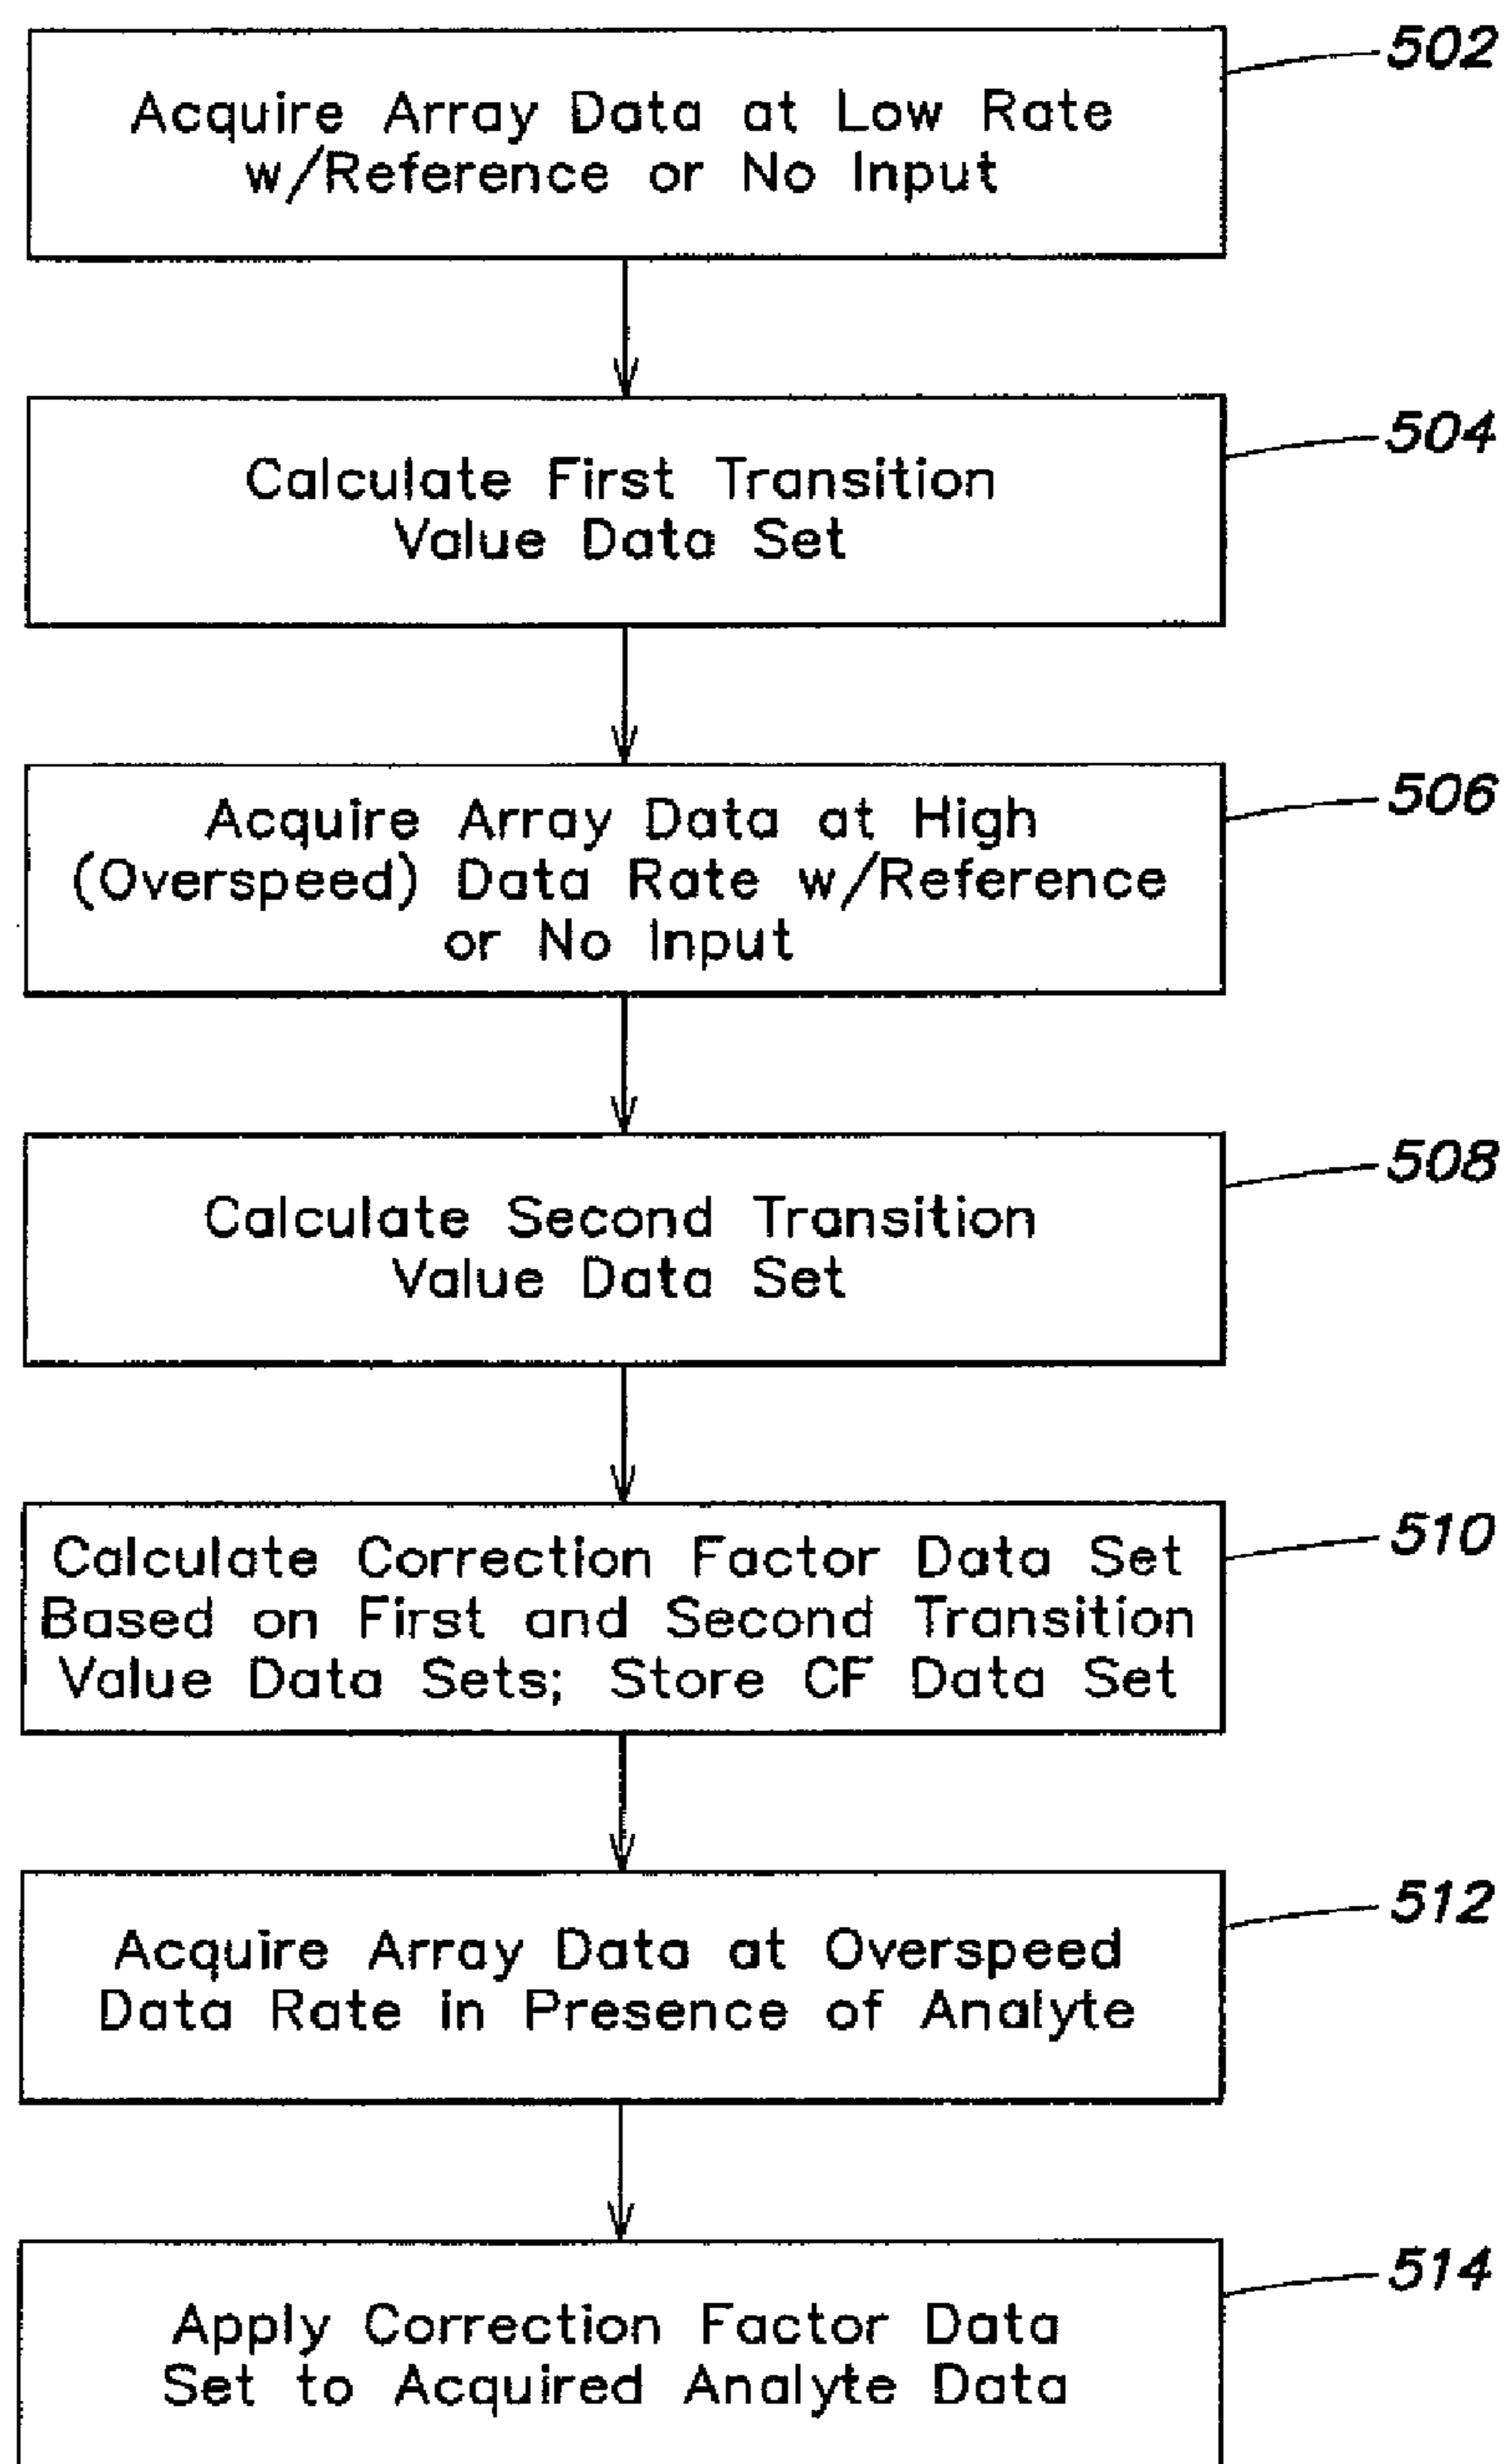 502
Acquire Array Data at Low Rate
w/Reference or No Input
504
Calculate First Transition
Value Data Set
506
Acquire Array Data at High
(Overspeed) Data Rate w/Reference
or No Input
508
Calculate Second Transition
Value Data Set
510
Calculate Correction Factor Data Set
Based on First and Second Transition
Value Data Sets; Store CF Data Set
512
Acquire Array Data at Overspeed
Data Rate in Presence of Analyte
514
Apply Correction Factor Data
Set to Acquired Analyte Data